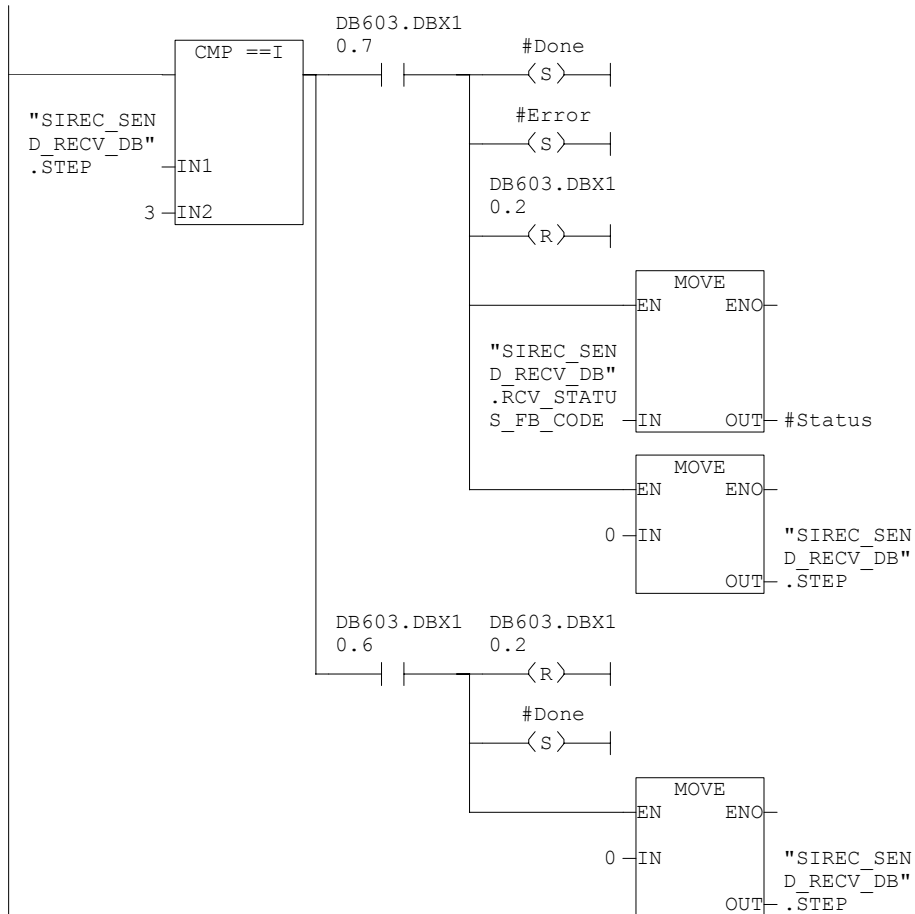 DB603.DBX1
0.7
CMP ==I
#Done
(S)
"SIREC_SEN
D_RECV_DB"
.STEP
IN1
3
IN2
#Error
(S)
DB603.DBX1
0.2
(R)
MOVE
EN
ENO
"SIREC_SEN
D_RECV_DB"
.RCV_STATU
S_FB_CODE
IN
OUT
#Status
MOVE
EN
ENO
0
IN
"SIREC_SEN
D_RECV_DB"
.STEP
OUT
DB603.DBX1
0.6
DB603.DBX1
0.2
(R)
#Done
(S)
MOVE
EN
ENO
0
IN
"SIREC_SEN
D_RECV_DB"
.STEP
OUT